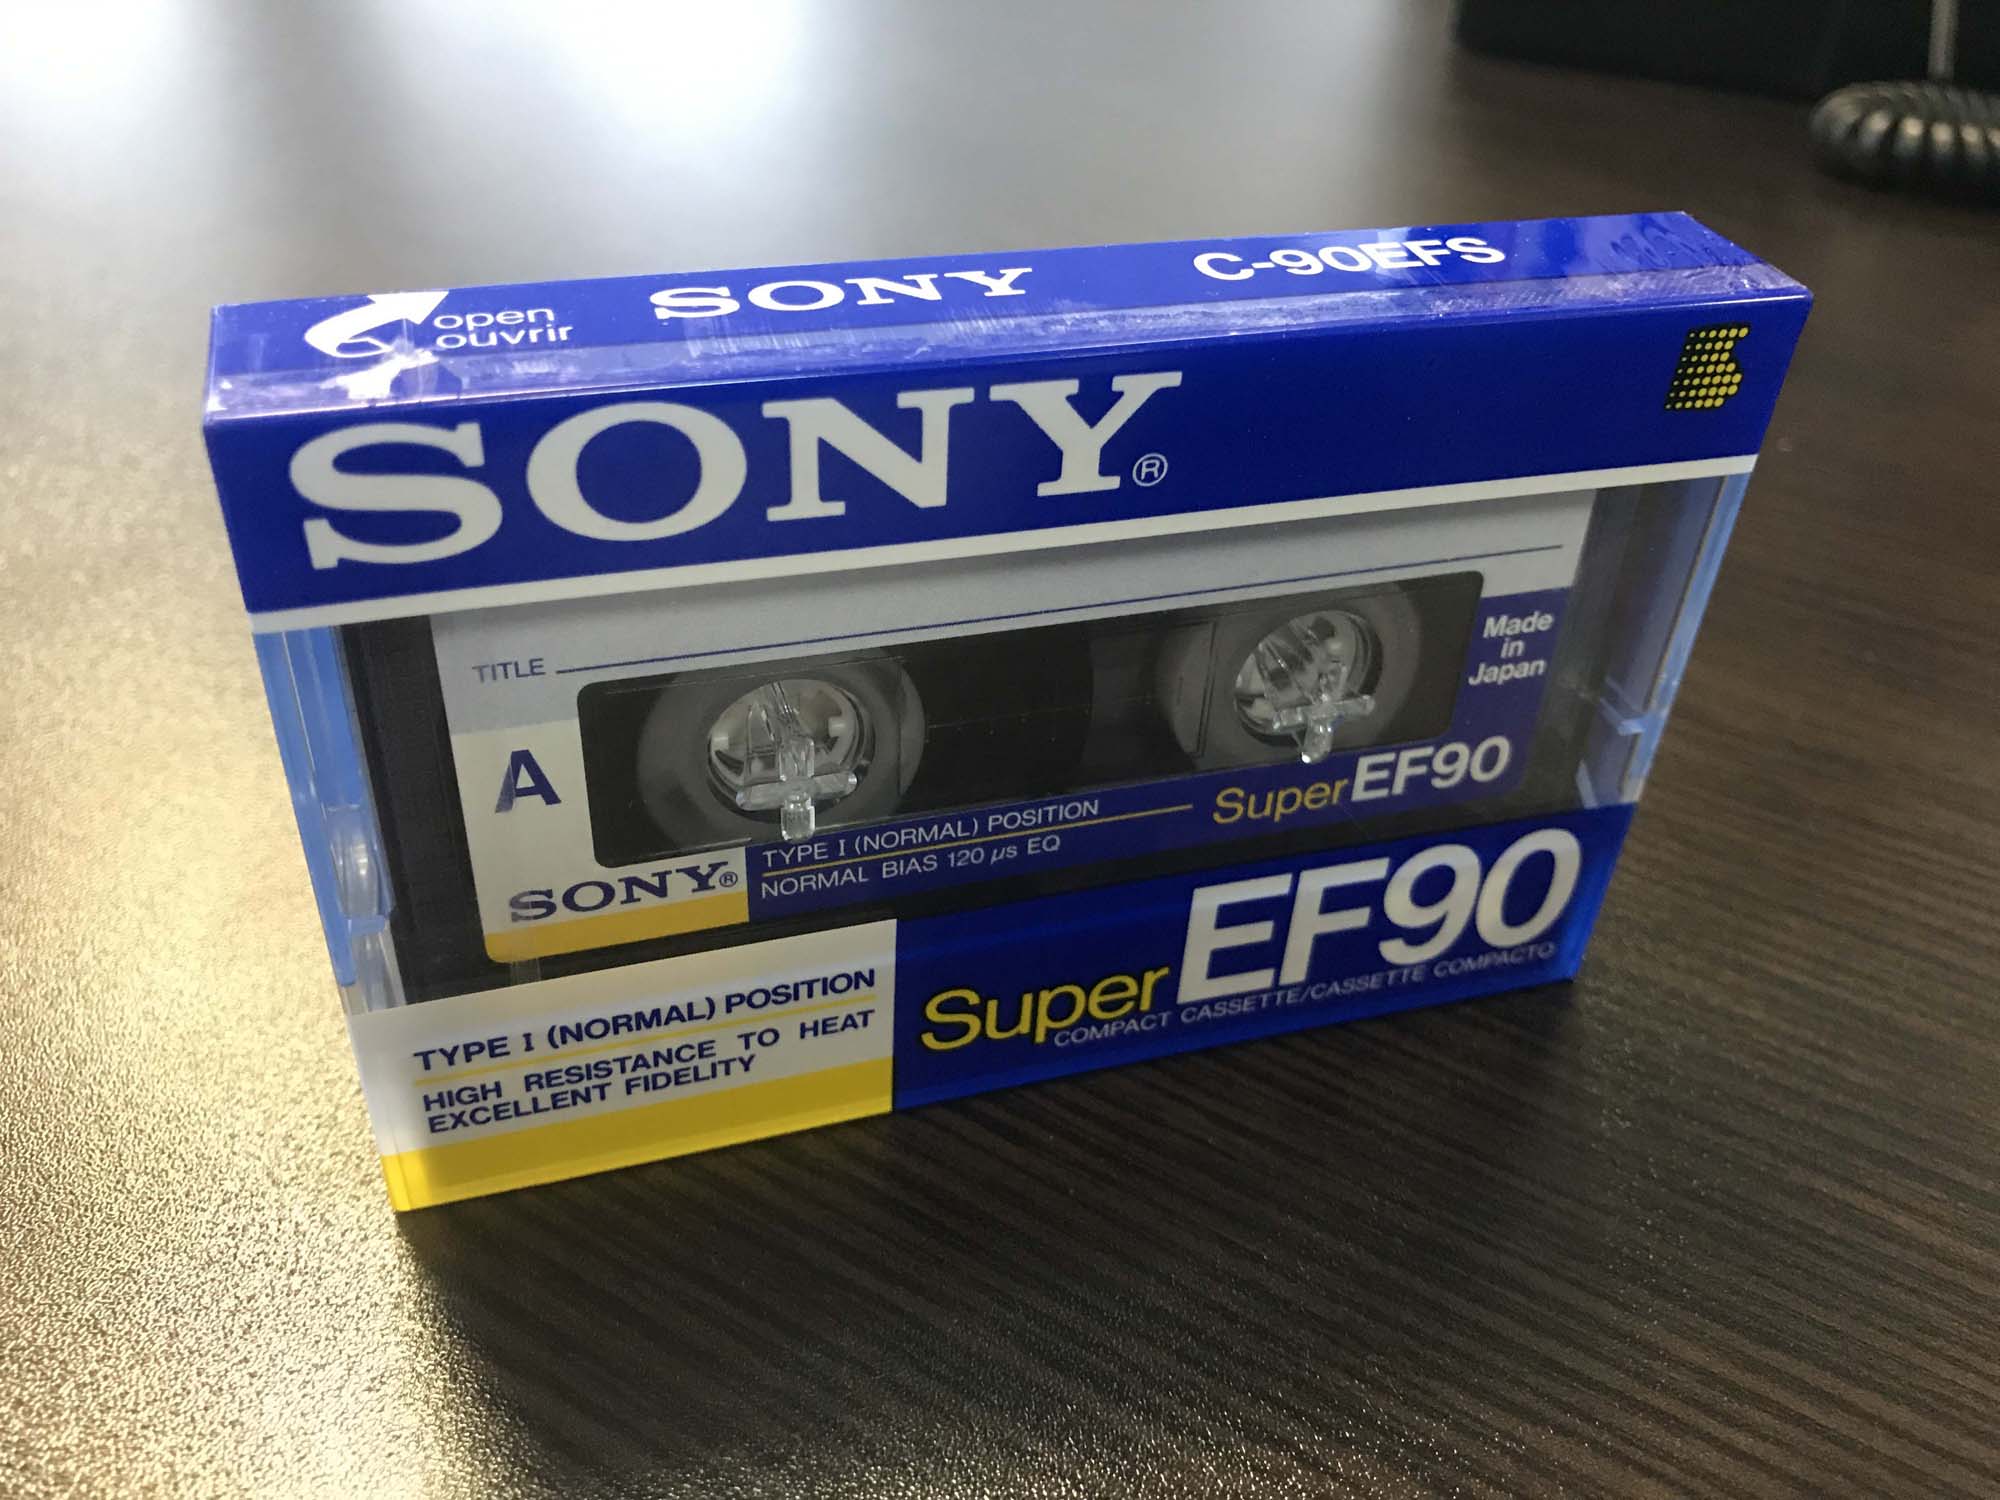 open
ouvrir
SONY
C-90EFS
SONY®
TITLE
Made
in
Japan
A
SONY®
TYPE I (NORMAL) POSITION
NORMAL BIAS 120 µs EQ
Super EF90
TYPE I (NORMAL) POSITION
HIGH RESISTANCE TO HEAT
EXCELLENT FIDELITY
Super EF90
COMPACT CASSETTE/CASSETTE COMPACTO